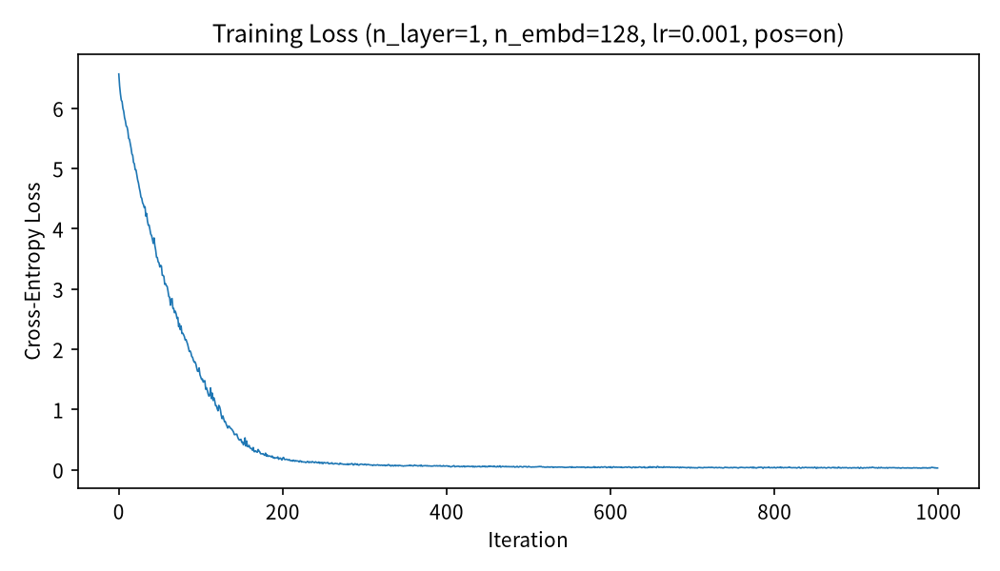 Training Loss (n_layer=1, n_embd=128, lr=0.001, pos=on)
Cross-Entropy Loss
6
5
4
3
2
1
0
0 200 400 600 800 1000
Iteration